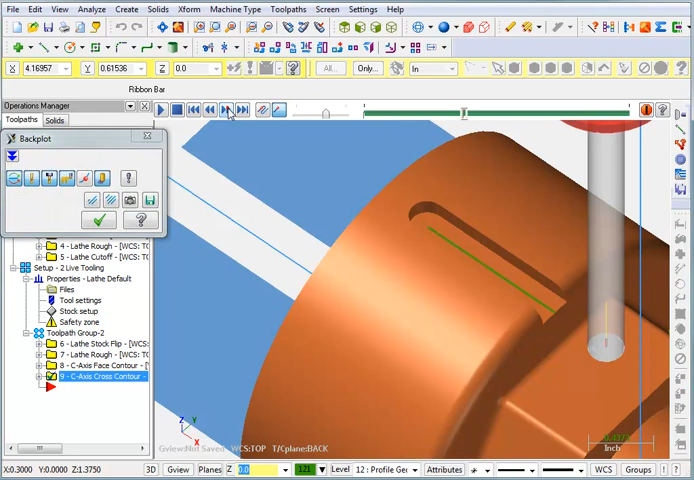 File Edit View Analyze Create Solids Xform Machine Type Toolpaths Screen Settings Help
X 4.16957 Y 0.61536 Z 0.0 All... Only... In
Ribbon Bar
Operations Manager
Toolpaths Solids
Backplot
4 - Lathe Rough - [WCS: TOP
5 - Lathe Cutoff - [WCS: TOP
Setup - 2 Live Tooling
Properties - Lathe Default
Files
Tool settings
Stock setup
Safety zone
Toolpath Group-2
6 - Lathe Stock Flip - [WCS:
7 - Lathe Rough - [WCS: TOP
8 - C-Axis Face Contour - [
9 - C-Axis Cross Contour -
Z Y
X
Gview:Not Saved WCS:TOP T/Cplane:BACK
Inch
X:0.3000 Y:0.0000 Z:1.3750 3D Gview Planes Z 0.0 121 Level 12 : Profile Ge Attributes WCS Groups ! ?